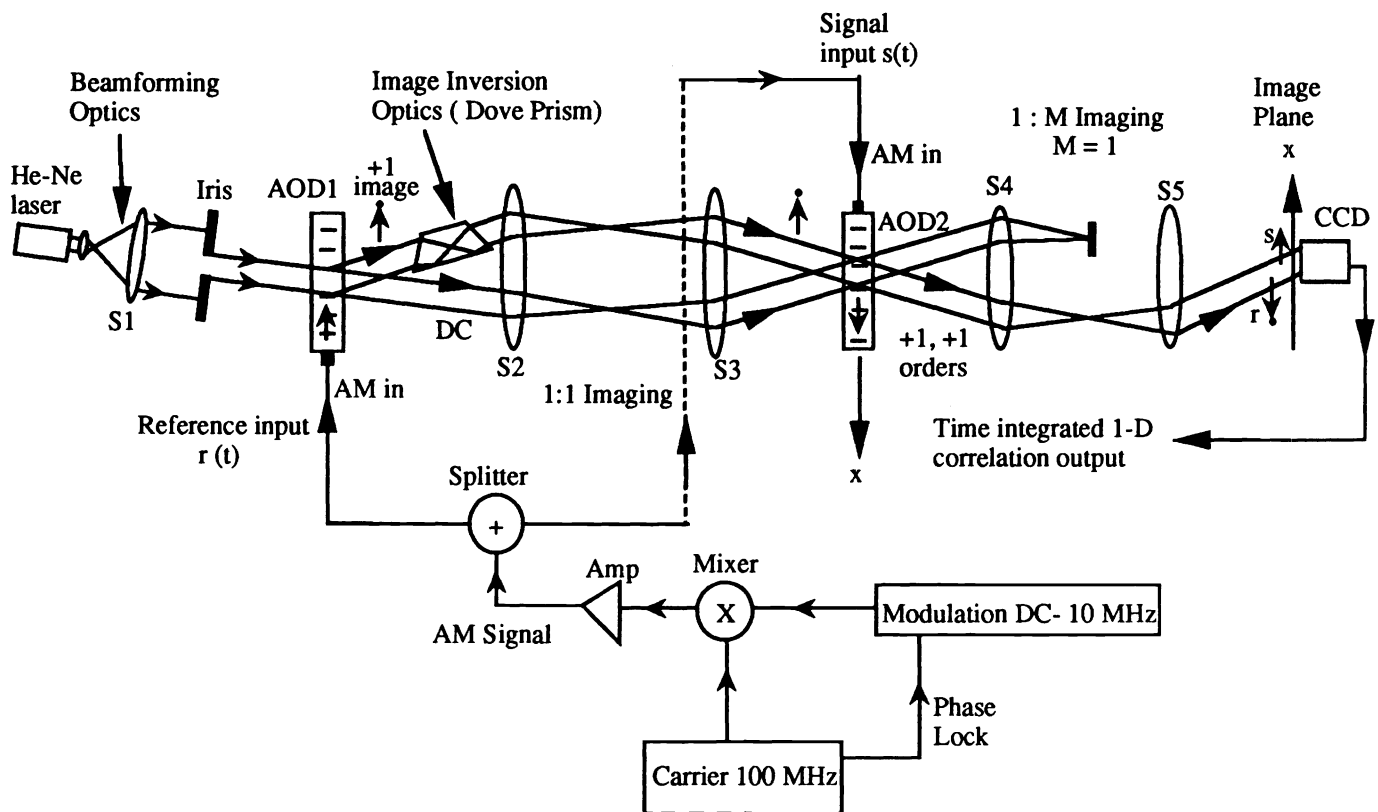 Signal
input s(t)
Beamforming
Optics
Image Inversion
Optics ( Dove Prism)
1 : M Imaging
M = 1
Image
Plane
x
He-Ne
laser
Iris
AOD1
+1
image
AM in
S4
S5
AOD2
CCD
S1
DC
S2
S3
s
r
+1, +1
orders
AM in
1:1 Imaging
Reference input
r (t)
x
Time integrated 1-D
correlation output
Splitter
+
Amp
Mixer
X
Modulation DC- 10 MHz
AM Signal
Phase
Lock
Carrier 100 MHz